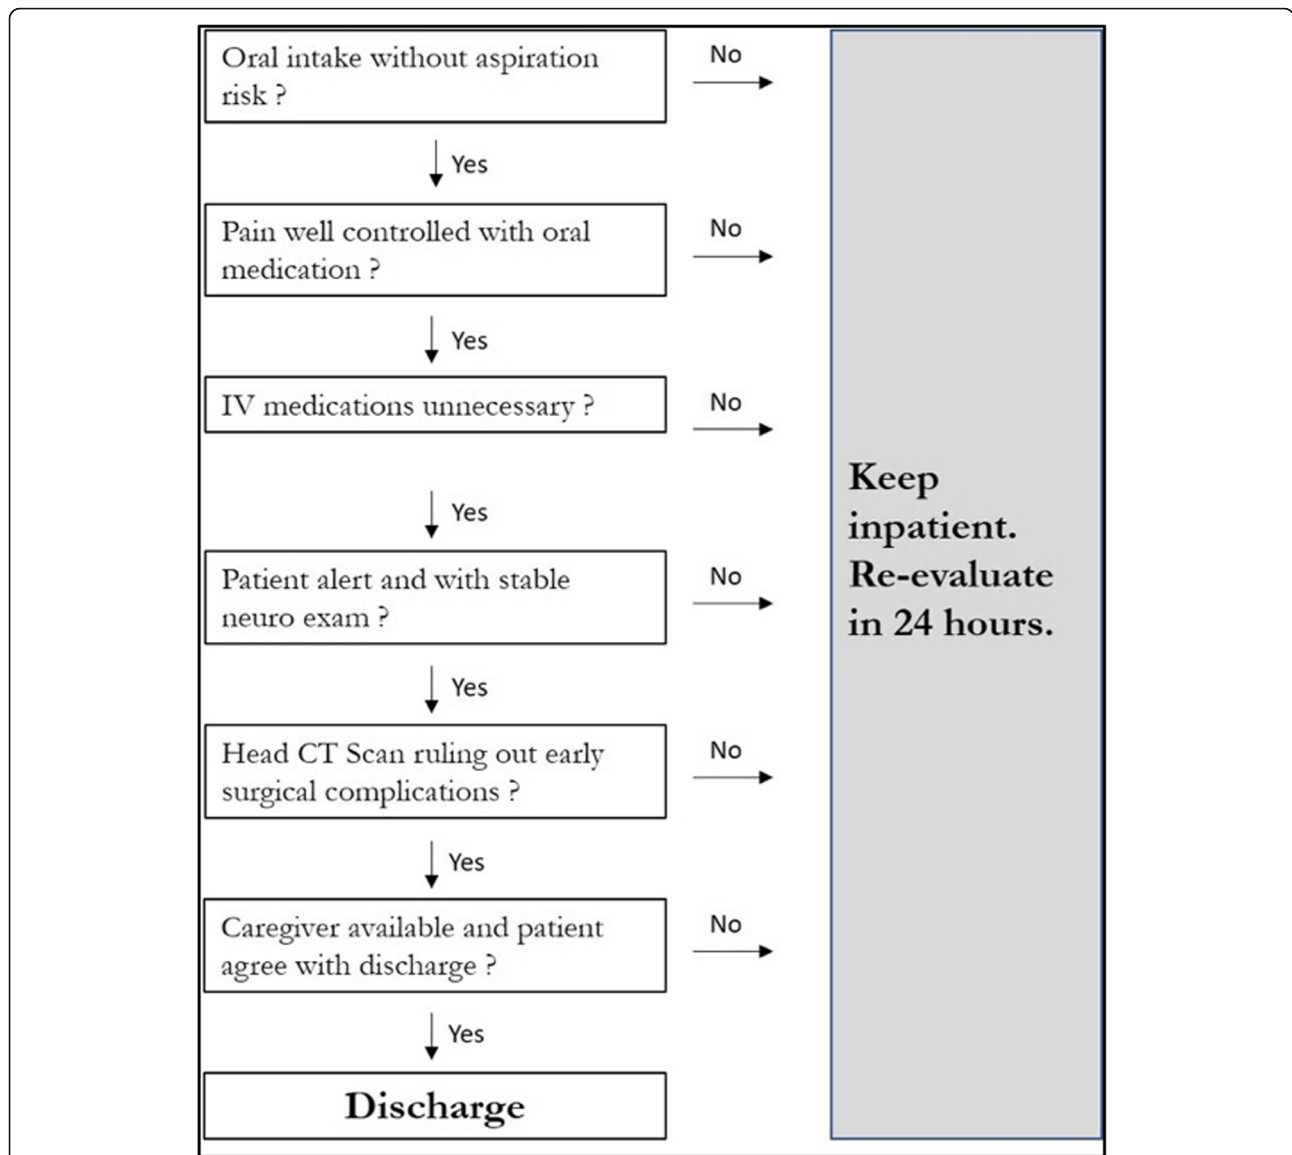 Oral intake without aspiration
risk ?
No
Yes
Pain well controlled with oral
medication ?
No
Yes
IV medications unnecessary ?
No
Yes
Patient alert and with stable
neuro exam ?
No
Yes
Head CT Scan ruling out early
surgical complications ?
No
Yes
Caregiver available and patient
agree with discharge ?
No
Yes
Discharge
Keep
inpatient.
Re-evaluate
in 24 hours.